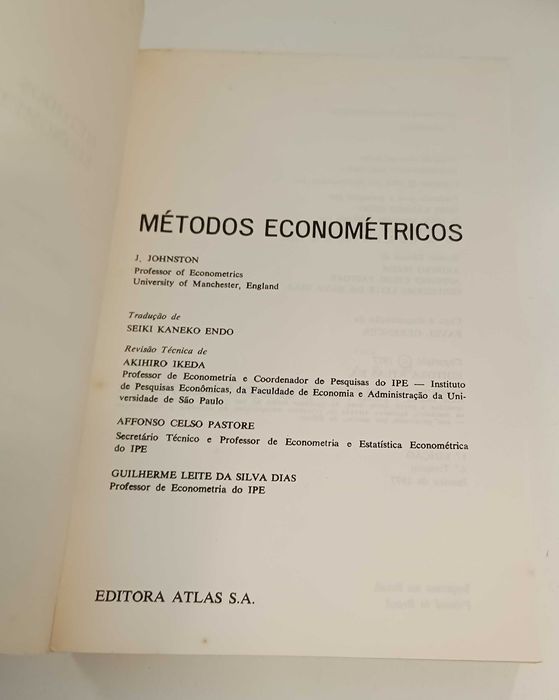 MÉTODOS ECONOMÉTRICOS
J. JOHNSTON
Professor of Econometrics
University of Manchester, England
Tradução de
SEIKI KANEKO ENDO
Revisão Técnica de
AKIHIRO IKEDA
Professor de Econometria e Coordenador de Pesquisas do IPE — Instituto
de Pesquisas Econômicas, da Faculdade de Economia e Administração da Uni-
versidade de São Paulo
AFFONSO CELSO PASTORE
Secretário Técnico e Professor de Econometria e Estatística Econométrica
do IPE
GUILHERME LEITE DA SILVA DIAS
Professor de Econometria do IPE
EDITORA ATLAS S.A.